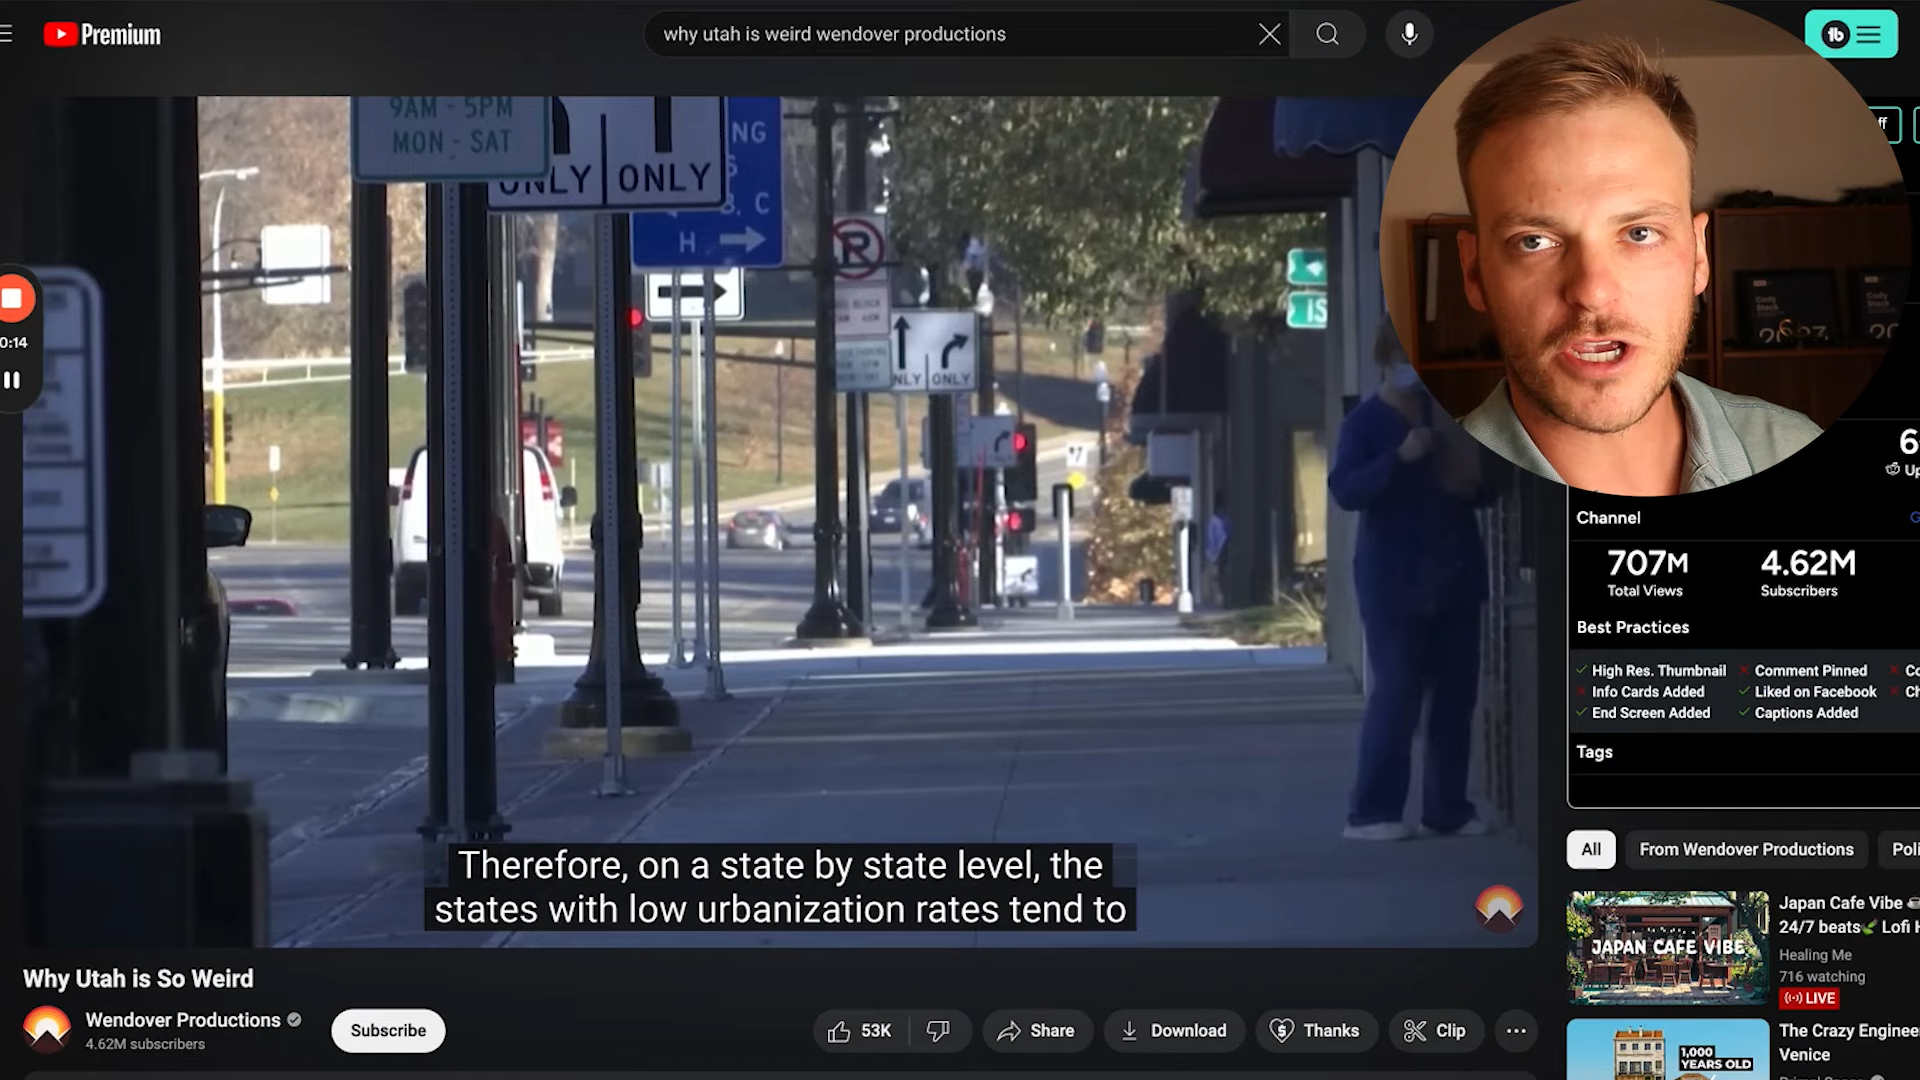 Premium
why utah is weird wendover productions
9AM - 5PM
MON - SAT
ONLY ONLY
B, C
H
ONLY
IS
0:14
Therefore, on a state by state level, the
states with low urbanization rates tend to
Why Utah is So Weird
Wendover Productions
4.62M subscribers
Subscribe
53K
Share
Download
Thanks
Clip
Channel
707M
Total Views
4.62M
Subscribers
Best Practices
High Res. Thumbnail
Comment Pinned
Info Cards Added
Liked on Facebook
End Screen Added
Captions Added
Tags
All
From Wendover Productions
Japan Cafe Vibe
24/7 beats Lofi
JAPAN CAFE VIBE
Healing Me
716 watching
LIVE
The Crazy Engineer
Venice
1,000
YEARS OLD